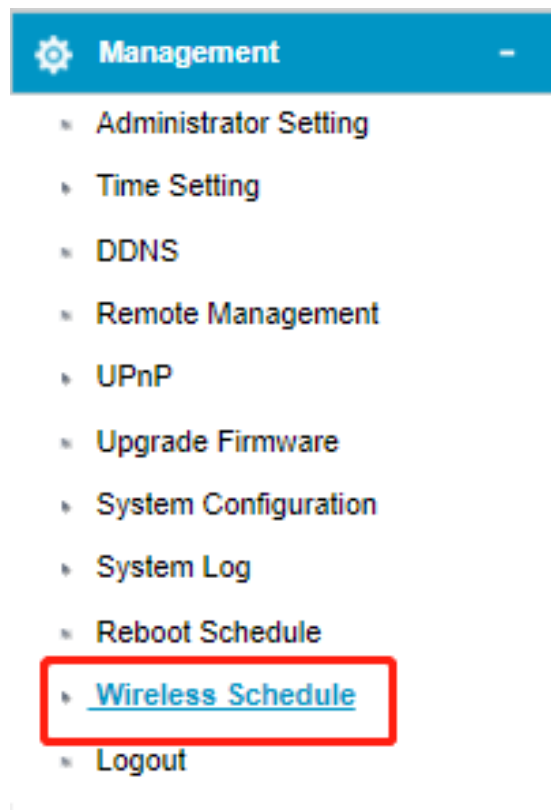 Management
Administrator Setting
Time Setting
DDNS
Remote Management
UPnP
Upgrade Firmware
System Configuration
System Log
Reboot Schedule
Wireless Schedule
Logout